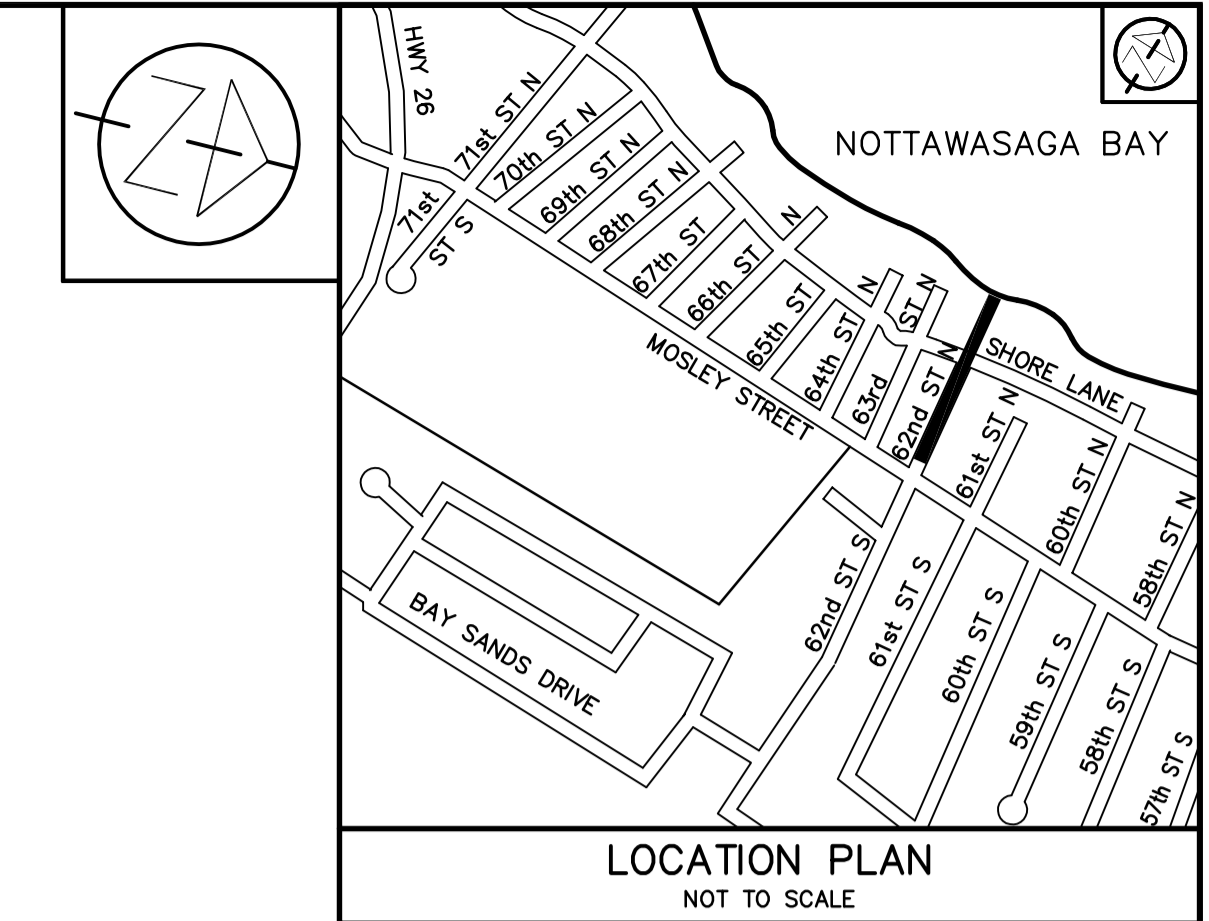 HWY 26
NOTTAWASAGA BAY
71st ST N
70th ST N
69th ST N
68th ST N
67th ST N
66th ST N
65th ST N
64th ST N
63rd ST N
62nd ST N
71st ST S
MOSLEY STREET
SHORE LANE
61st ST N
60th ST N
58th ST N
62nd ST S
61st ST S
60th ST S
59th ST S
58th ST S
57th ST S
BAY SANDS DRIVE
LOCATION PLAN
NOT TO SCALE